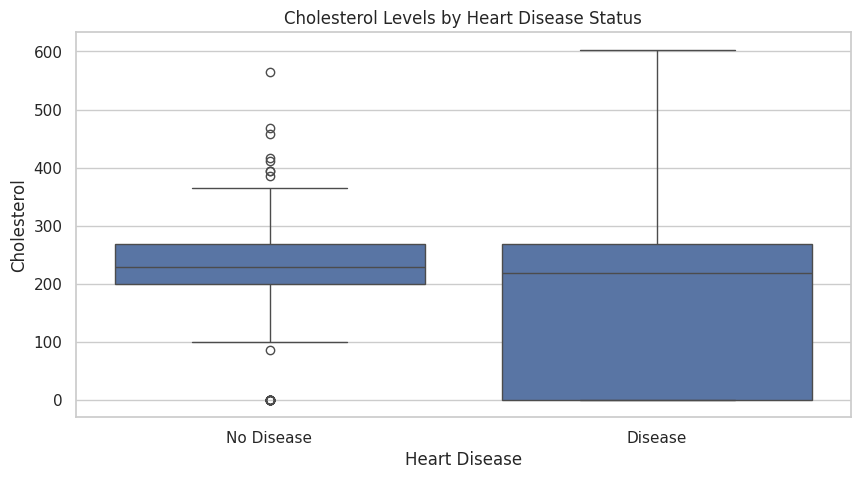 Cholesterol Levels by Heart Disease Status
Cholesterol
600
500
400
300
200
100
0
No Disease
Disease
Heart Disease